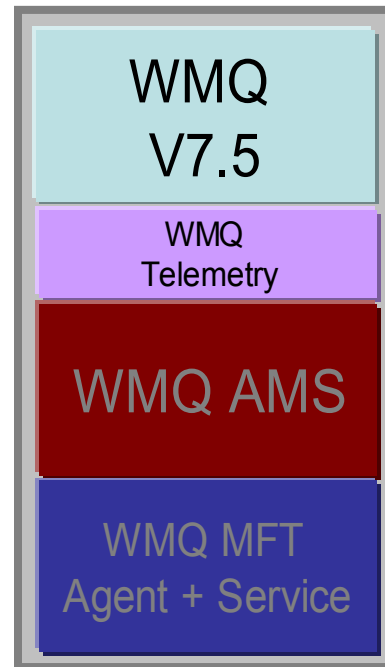 WMQ
V7.5
WMQ
Telemetry
WMQ AMS
WMQ MFT
Agent + Service